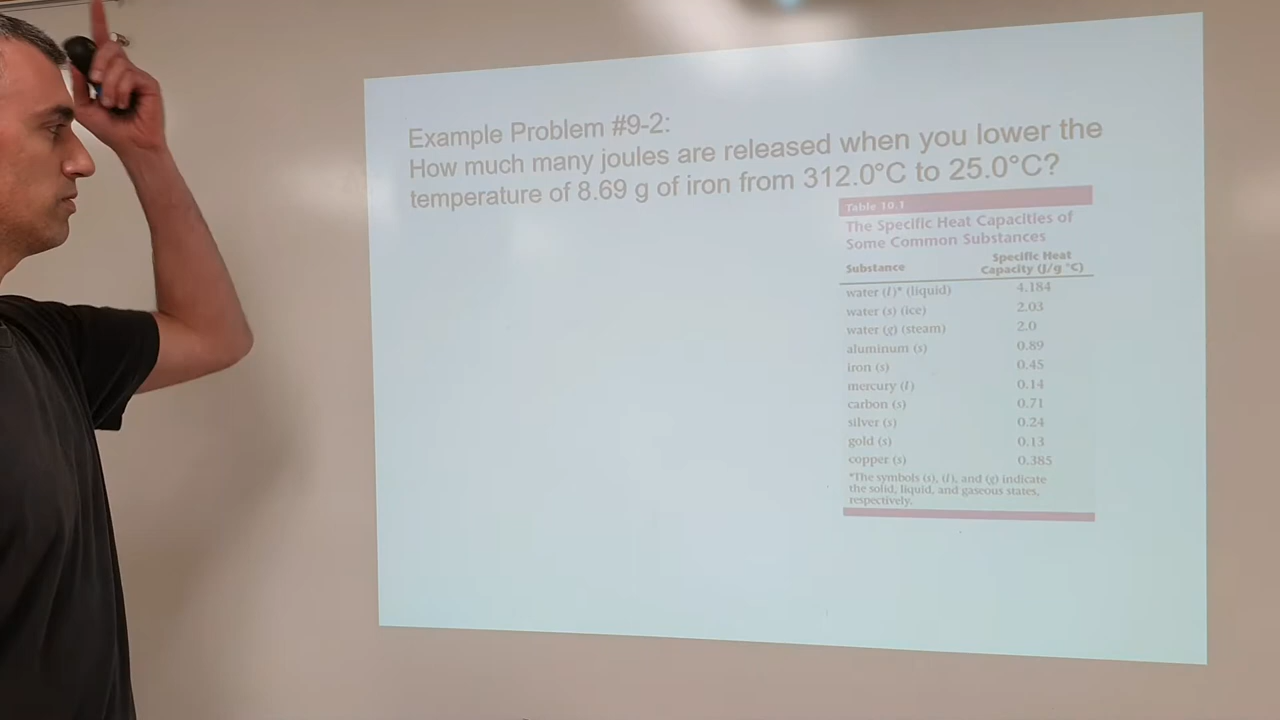 Example Problem #9-2:
How much many joules are released when you lower the
temperature of 8.69 g of iron from 312.0°C to 25.0°C?
Table 10.1
The Specific Heat Capacities of
Some Common Substances
Substance Specific Heat
Capacity (J/g °C)
water (l)* (liquid) 4.184
water (s) (ice) 2.03
water (g) (steam) 2.0
aluminum (s) 0.89
iron (s) 0.45
mercury (l) 0.14
carbon (s) 0.71
silver (s) 0.24
gold (s) 0.13
copper (s) 0.385
*The symbols (s), (l), and (g) indicate
the solid, liquid, and gaseous states,
respectively.